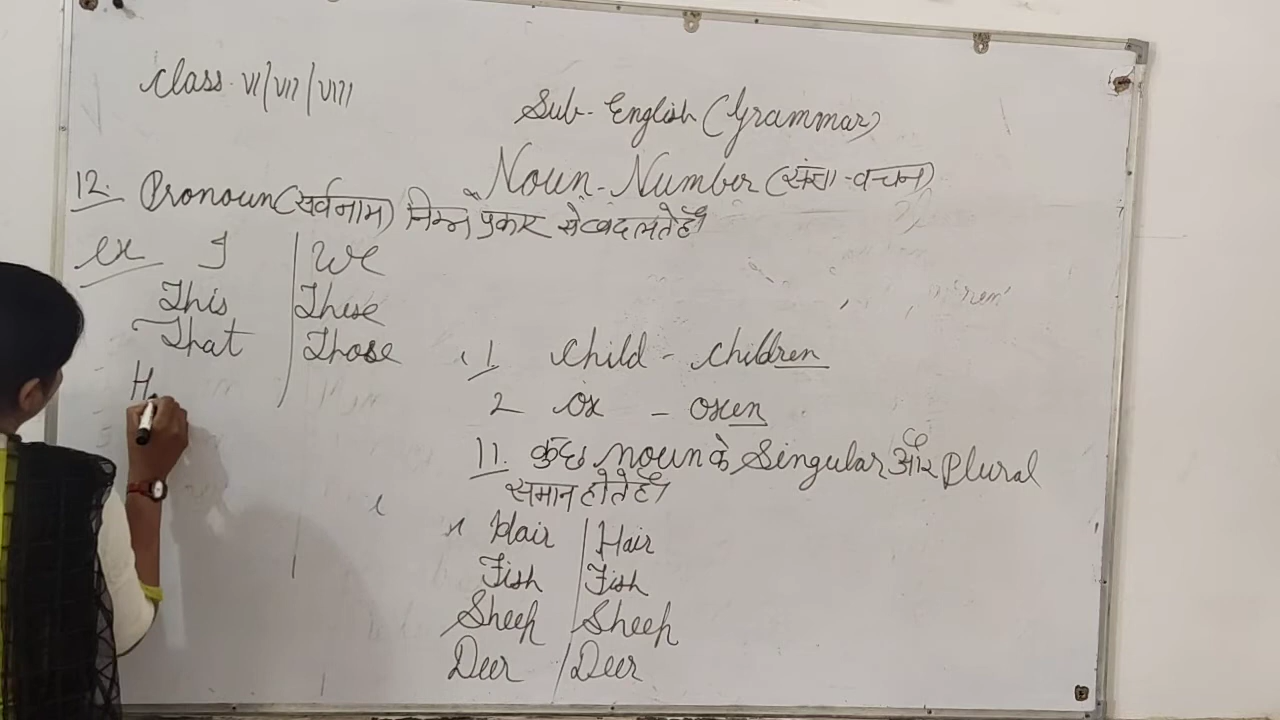 Class VI/VII/VIII
Sub- English (Grammar)
Noun-Number (संज्ञा-वचन)
12. Pronoun (सर्वनाम) निम्न प्रकार से बदलते हैं।
ex I | We
This | These
That | Those
H
1 Child - Children
2 Ox - Oxen
11. कुछ noun के Singular और Plural
समान होते हैं।
Hair | Hair
Fish | Fish
Sheep | Sheep
Deer | Deer